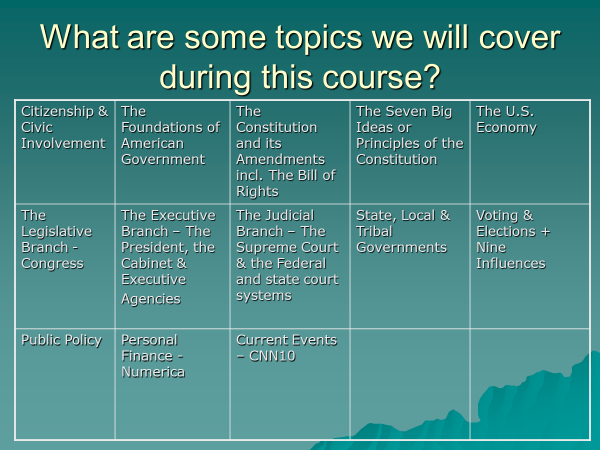 What are some topics we will cover
during this course?
Citizenship &
Civic
Involvement
The
Foundations of
American
Government
The
Constitution
and its
Amendments
incl. The Bill of
Rights
The Seven Big
Ideas or
Principles of the
Constitution
The U.S.
Economy
The
Legislative
Branch -
Congress
The Executive
Branch – The
President, the
Cabinet &
Executive
Agencies
The Judicial
Branch – The
Supreme Court
& the Federal
and state court
systems
State, Local &
Tribal
Governments
Voting &
Elections +
Nine
Influences
Public Policy
Personal
Finance -
Numerica
Current Events
– CNN10